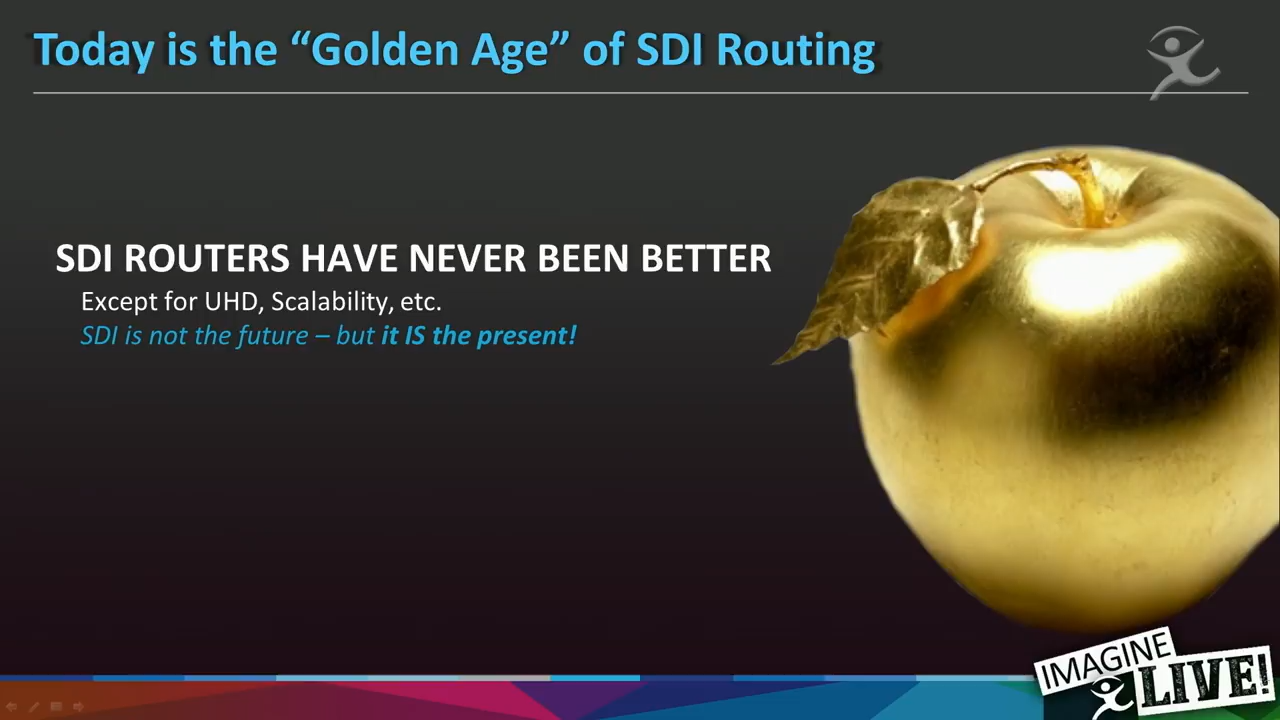 Today is the “Golden Age” of SDI Routing
SDI ROUTERS HAVE NEVER BEEN BETTER
Except for UHD, Scalability, etc.
SDI is not the future – but it IS the present!
IMAGINE
LIVE!